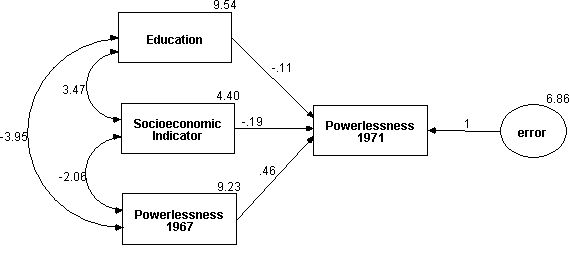 9.54
Education
-.11
3.47
4.40
6.86
Socioeconomic
Indicator
-.19
Powerlessness
1971
1
error
-3.95
-2.06
.46
9.23
Powerlessness
1967